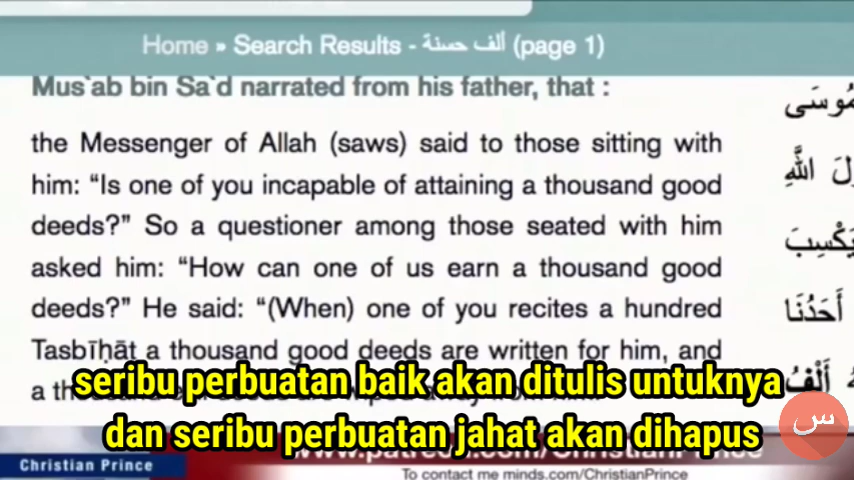 Home » Search Results - ألف حسنة (page 1)
Mus`ab bin Sa`d narrated from his father, that :
the Messenger of Allah (saws) said to those sitting with
him: “Is one of you incapable of attaining a thousand good
deeds?” So a questioner among those seated with him
asked him: “How can one of us earn a thousand good
deeds?” He said: “(When) one of you recites a hundred
Tasbīḥāt a thousand good deeds are written for him, and
a
seribu perbuatan baik akan ditulis untuknya
dan seribu perbuatan jahat akan dihapus
مُوسَى
اللَّهِ
أَحَدُنَا
أَلْفُ
س
Christian Prince
To contact me minds.com/ChristianPrince